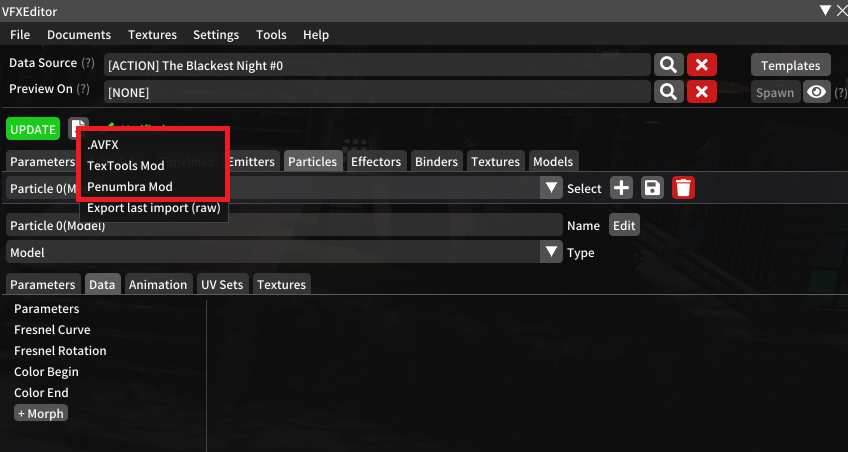 VFXEditor
File Documents Textures Settings Tools Help
Data Source (?) [ACTION] The Blackest Night #0 Templates
Preview On (?) [NONE] Spawn (?)
UPDATE
.AVFX
TexTools Mod
Penumbra Mod
Export last import (raw)
Parameters Emitters Particles Effectors Binders Textures Models
Particle 0(M Select
Particle 0(Model) Name Edit
Model Type
Parameters Data Animation UV Sets Textures
Parameters
Fresnel Curve
Fresnel Rotation
Color Begin
Color End
+ Morph